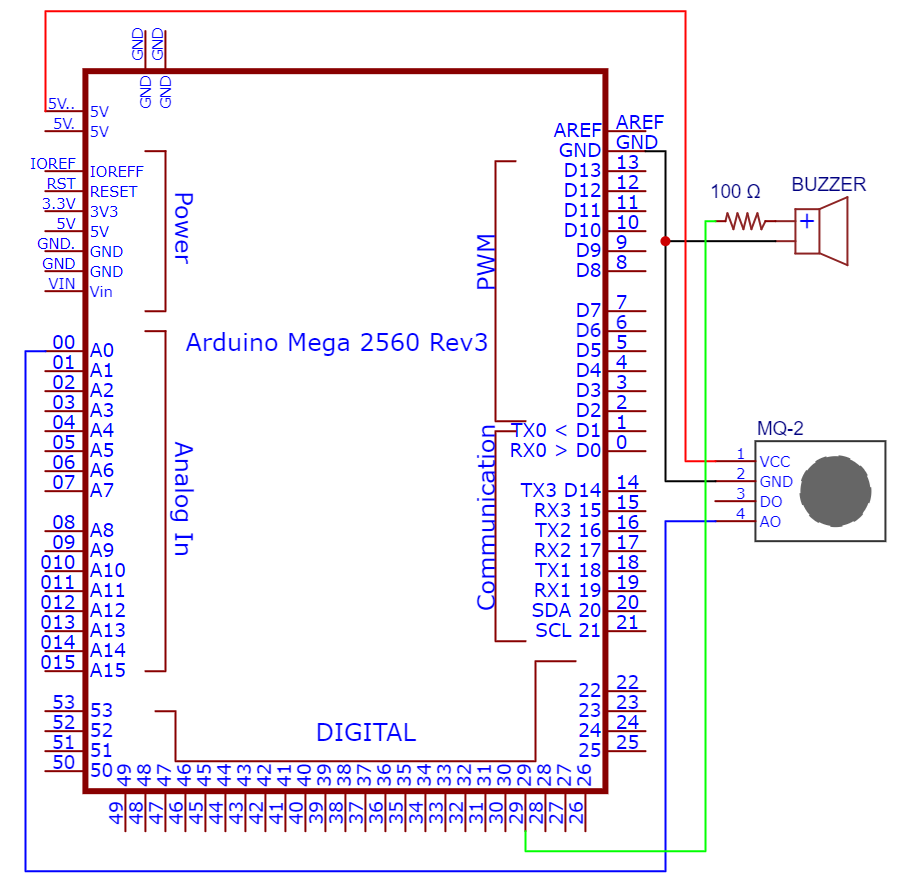 GND
GND
GND
GND
5V..
5V
5V.
5V
IOREF
IOREFF
RST
RESET
3.3V
3V3
5V
5V
GND.
GND
GND
GND
VIN
Vin
Power
00
A0
01
A1
02
A2
03
A3
04
A4
05
A5
06
A6
07
A7
08
A8
09
A9
010
A10
011
A11
012
A12
013
A13
014
A14
015
A15
Analog In
53
53
52
52
51
51
50
50
Arduino Mega 2560 Rev3
PWM
Communication
DIGITAL
AREF
AREF
GND
GND
D13
13
D12
12
D11
11
D10
10
D9
9
D8
8
D7
7
D6
6
D5
5
D4
4
D3
3
D2
2
TX0 < D1
1
RX0 > D0
0
TX3 D14
14
RX3 15
15
TX2 16
16
RX2 17
17
TX1 18
18
RX1 19
19
SDA 20
20
SCL 21
21
22
22
23
23
24
24
25
25
49 48 47 46 45 44 43 42 41 40 39 38 37 36 35 34 33 32 31 30 29 28 27 26
49 48 47 46 45 44 43 42 41 40 39 38 37 36 35 34 33 32 31 30 29 28 27 26
100 Ω
BUZZER
+
MQ-2
1
VCC
2
GND
3
DO
4
AO